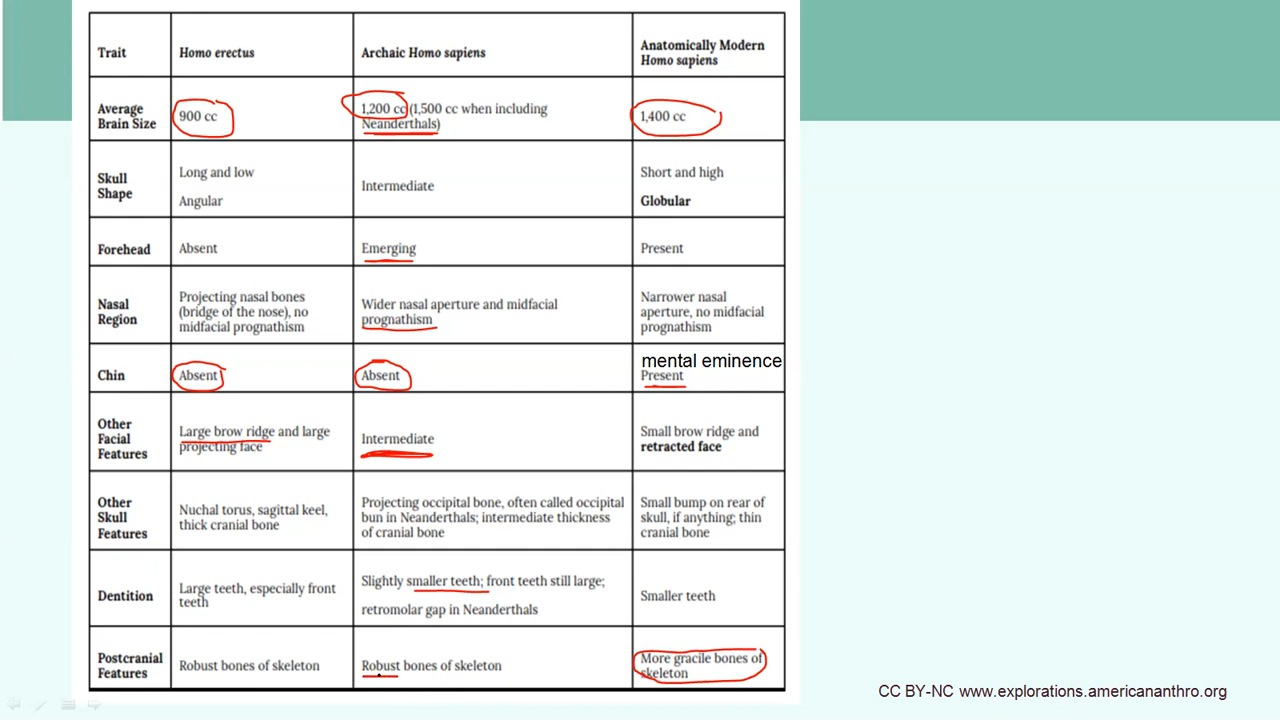 Trait
Homo erectus
Archaic Homo sapiens
Anatomically Modern
Homo sapiens
Average
Brain Size
900 cc
1,200 cc (1,500 cc when including
Neanderthals)
1,400 cc
Skull
Shape
Long and low
Angular
Intermediate
Short and high
Globular
Forehead
Absent
Emerging
Present
Nasal
Region
Projecting nasal bones
(bridge of the nose), no
midfacial prognathism
Wider nasal aperture and midfacial
prognathism
Narrower nasal
aperture, no midfacial
prognathism
Chin
Absent
Absent
mental eminence
Present
Other
Facial
Features
Large brow ridge and large
projecting face
Intermediate
Small brow ridge and
retracted face
Other
Skull
Features
Nuchal torus, sagittal keel,
thick cranial bone
Projecting occipital bone, often called occipital
bun in Neanderthals; intermediate thickness
of cranial bone
Small bump on rear of
skull, if anything; thin
cranial bone
Dentition
Large teeth, especially front
teeth
Slightly smaller teeth; front teeth still large;
retromolar gap in Neanderthals
Smaller teeth
Postcranial
Features
Robust bones of skeleton
Robust bones of skeleton
More gracile bones of
skeleton
CC BY-NC www.explorations.americananthro.org